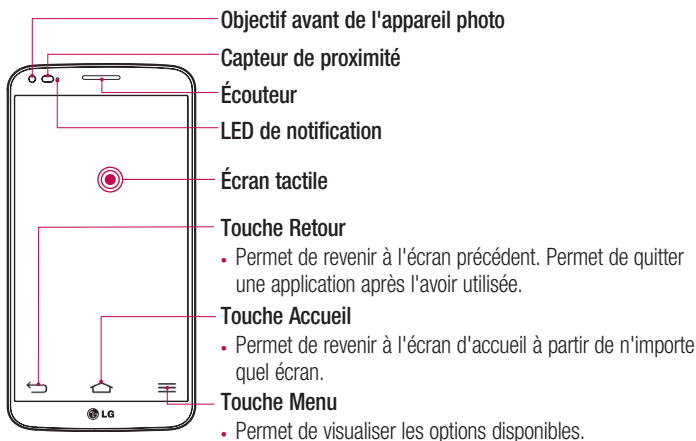 Objectif avant de l'appareil photo
Capteur de proximité
Écouteur
LED de notification
Écran tactile
Touche Retour
• Permet de revenir à l'écran précédent. Permet de quitter
une application après l'avoir utilisée.
Touche Accueil
• Permet de revenir à l'écran d'accueil à partir de n'importe
quel écran.
Touche Menu
• Permet de visualiser les options disponibles.
LG